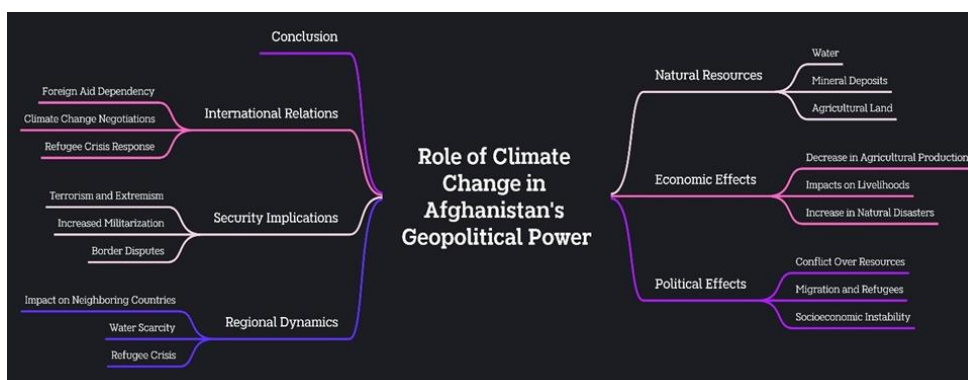 Role of Climate
Change in
Afghanistan's
Geopolitical Power
Natural Resources
Water
Mineral Deposits
Agricultural Land
Economic Effects
Decrease in Agricultural Production
Impacts on Livelihoods
Increase in Natural Disasters
Political Effects
Conflict Over Resources
Migration and Refugees
Socioeconomic Instability
Conclusion
International Relations
Foreign Aid Dependency
Climate Change Negotiations
Refugee Crisis Response
Security Implications
Terrorism and Extremism
Increased Militarization
Border Disputes
Regional Dynamics
Impact on Neighboring Countries
Water Scarcity
Refugee Crisis